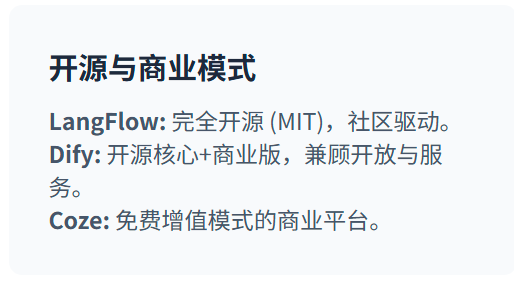 开源与商业模式
LangFlow: 完全开源 (MIT)，社区驱动。
Dify: 开源核心+商业版，兼顾开放与服
务。
Coze: 免费增值模式的商业平台。